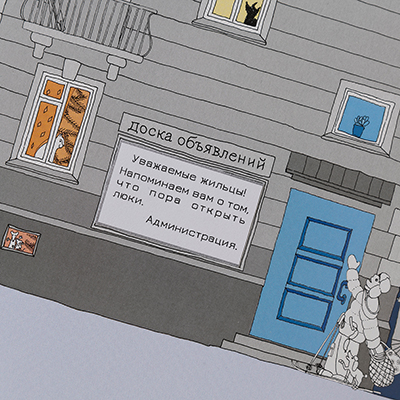 Доска объявлений
Уважаемые жильцы!
Напоминаем вам о том,
что пора открыть
люки.
Администрация.